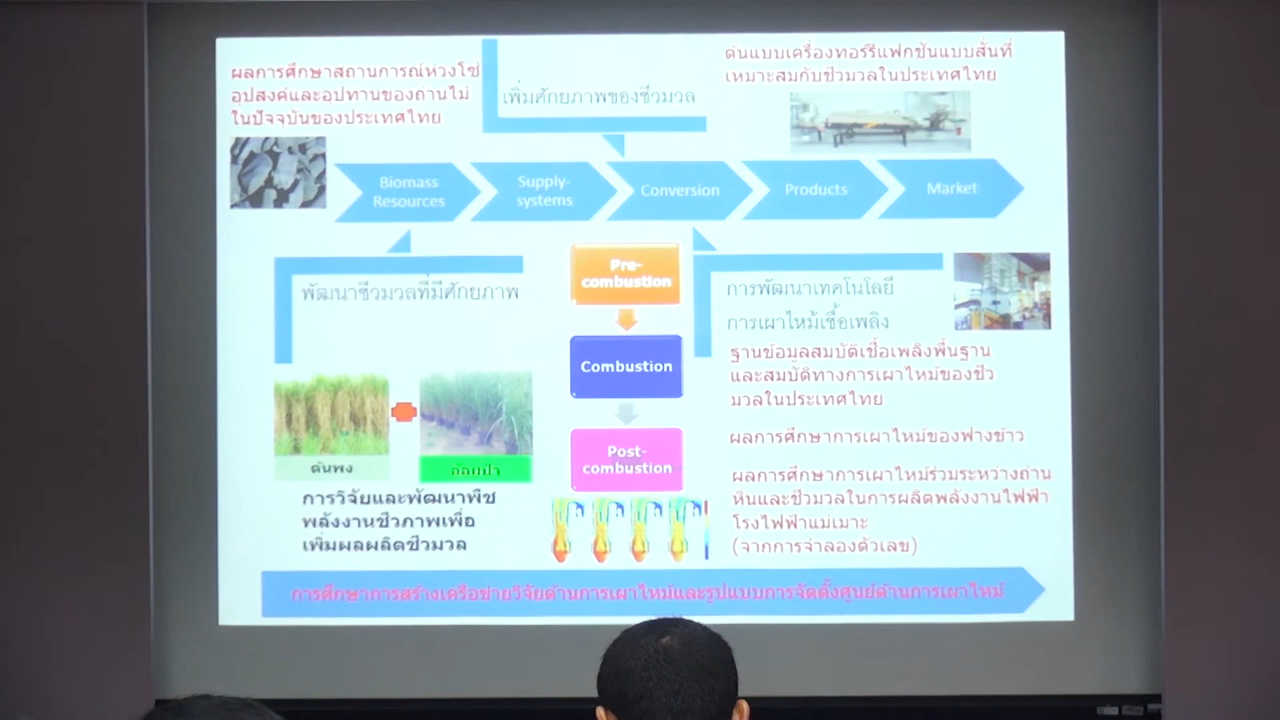 ผลการศึกษาสถานการณ์ห่วงโซ่
อุปสงค์และอุปทานของถ่านไม้
ในปัจจุบันของประเทศไทย
เพิ่มศักยภาพของชีวมวล
ต้นแบบเครื่องทอร์รีแฟกชันแบบสั่นที่
เหมาะสมกับชีวมวลในประเทศไทย
Biomass
Resources
Supply-
systems
Conversion
Products
Market
พัฒนาชีวมวลที่มีศักยภาพ
ต้นพง
อ้อยป่า
การวิจัยและพัฒนาพืช
พลังงานชีวภาพเพื่อ
เพิ่มผลผลิตชีวมวล
Pre-
combustion
Combustion
Post-
combustion
การพัฒนาเทคโนโลยี
การเผาไหม้เชื้อเพลิง
ฐานข้อมูลสมบัติเชื้อเพลิงพื้นฐาน
และสมบัติทางการเผาไหม้ของชีว
มวลในประเทศไทย
ผลการศึกษาการเผาไหม้ของฟางข้าว
ผลการศึกษาการเผาไหม้ร่วมระหว่างถ่าน
หินและชีวมวลในการผลิตพลังงานไฟฟ้า
โรงไฟฟ้าแม่เมาะ
(จากการจำลองตัวเลข)
การศึกษาการสร้างเครือข่ายวิจัยด้านการเผาไหม้และรูปแบบการจัดตั้งศูนย์ด้านการเผาไหม้